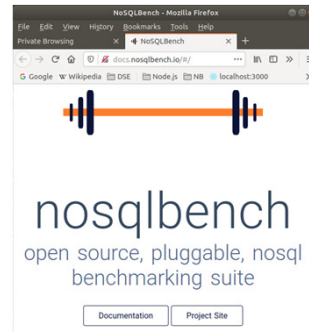 NoSQLBench - Mozilla Firefox
File Edit View History Bookmarks Tools Help
Private Browsing × NoSQLBench × +
docs.nosqlbench.io/#/
G Google W Wikipedia DSE Node.js NB localhost:3000
nosqlbench
open source, pluggable, nosql
benchmarking suite
Documentation Project Site